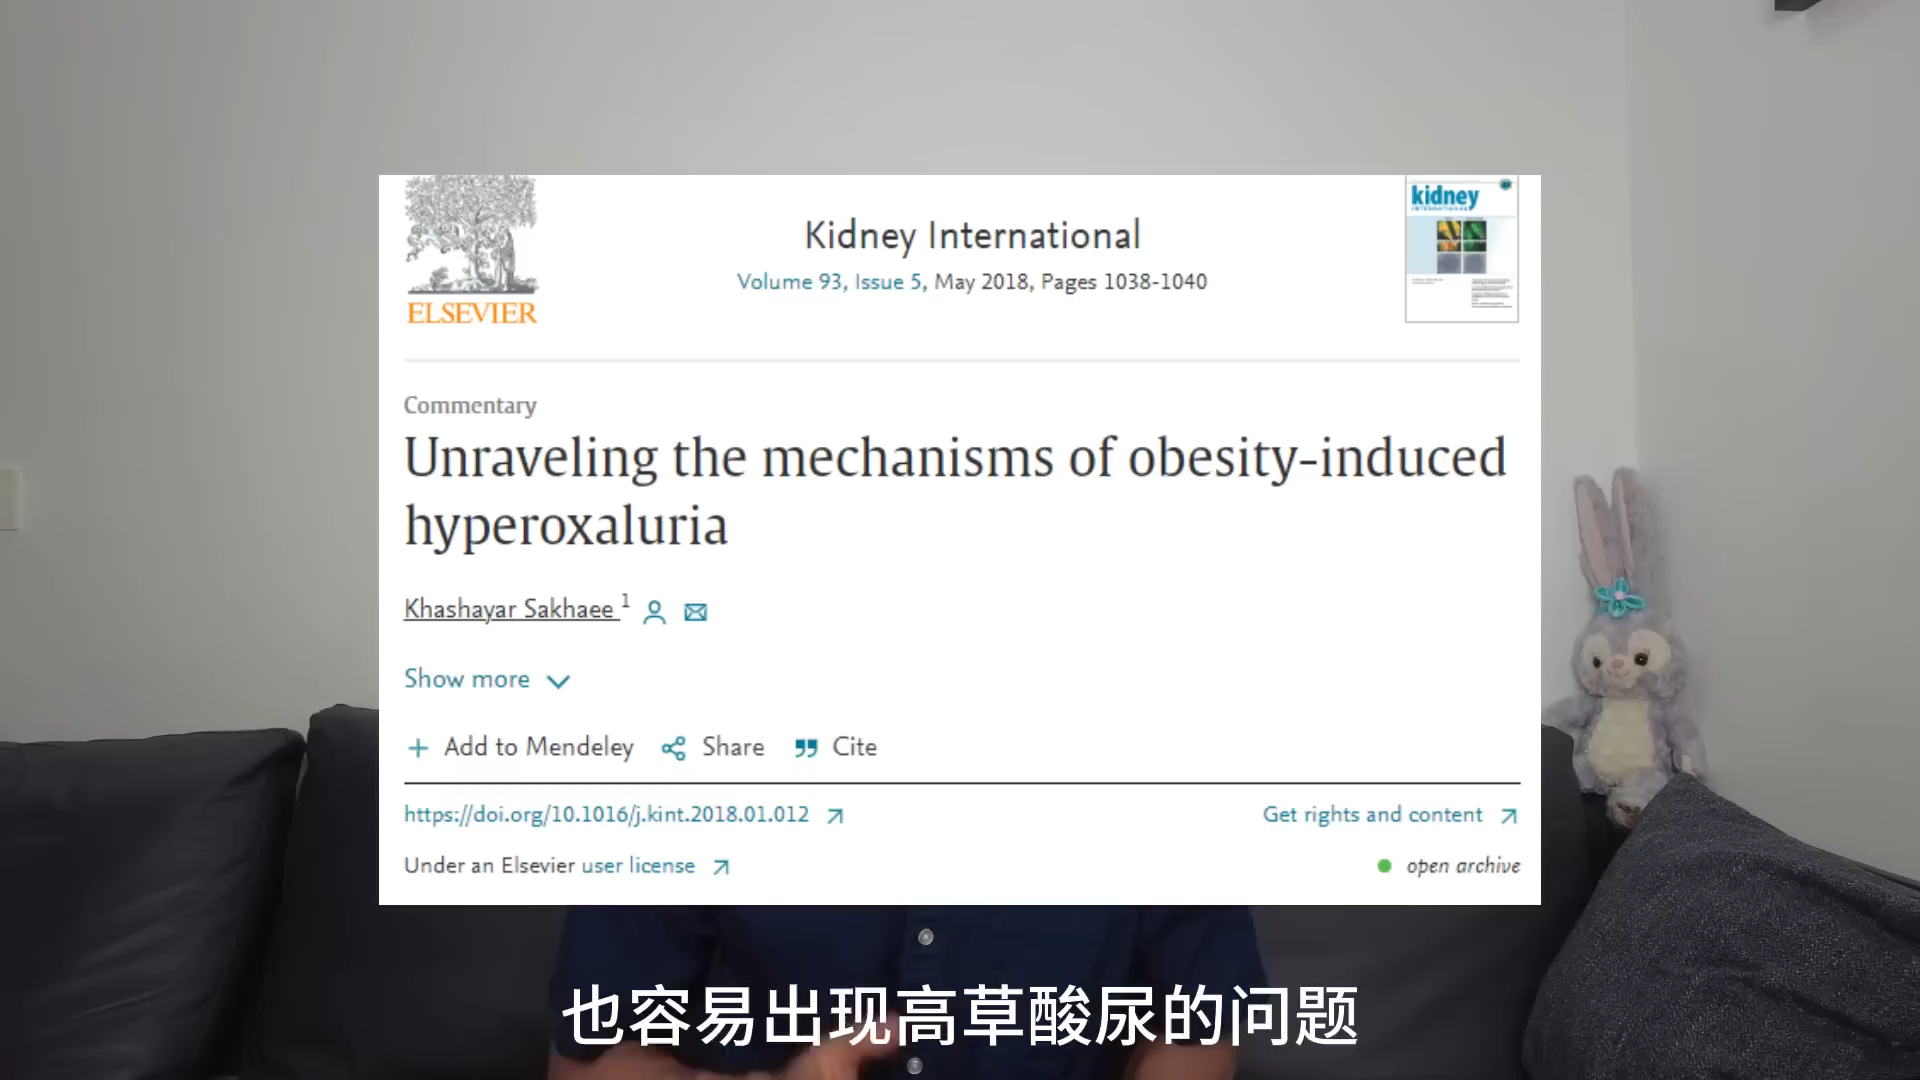 kidney
INTERNATIONAL
Kidney International
Volume 93, Issue 5, May 2018, Pages 1038-1040
ELSEVIER
Commentary
Unraveling the mechanisms of obesity-induced
hyperoxaluria
Khashayar Sakhaee 1
Show more
Add to Mendeley Share Cite
https://doi.org/10.1016/j.kint.2018.01.012 Get rights and content
Under an Elsevier user license open archive
也容易出现高草酸尿的问题